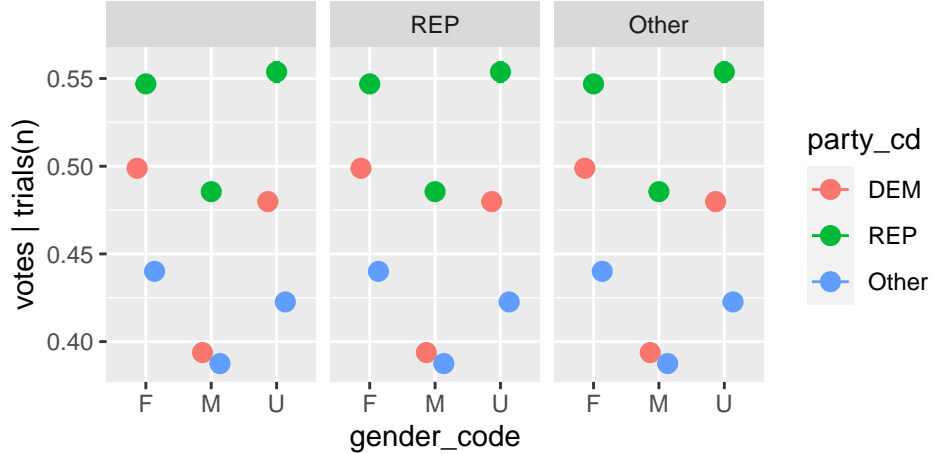 REP
Other
votes | trials(n)
0.55
0.50
0.45
0.40
F
M
U
F
M
U
F
M
U
gender_code
party_cd
DEM
REP
Other